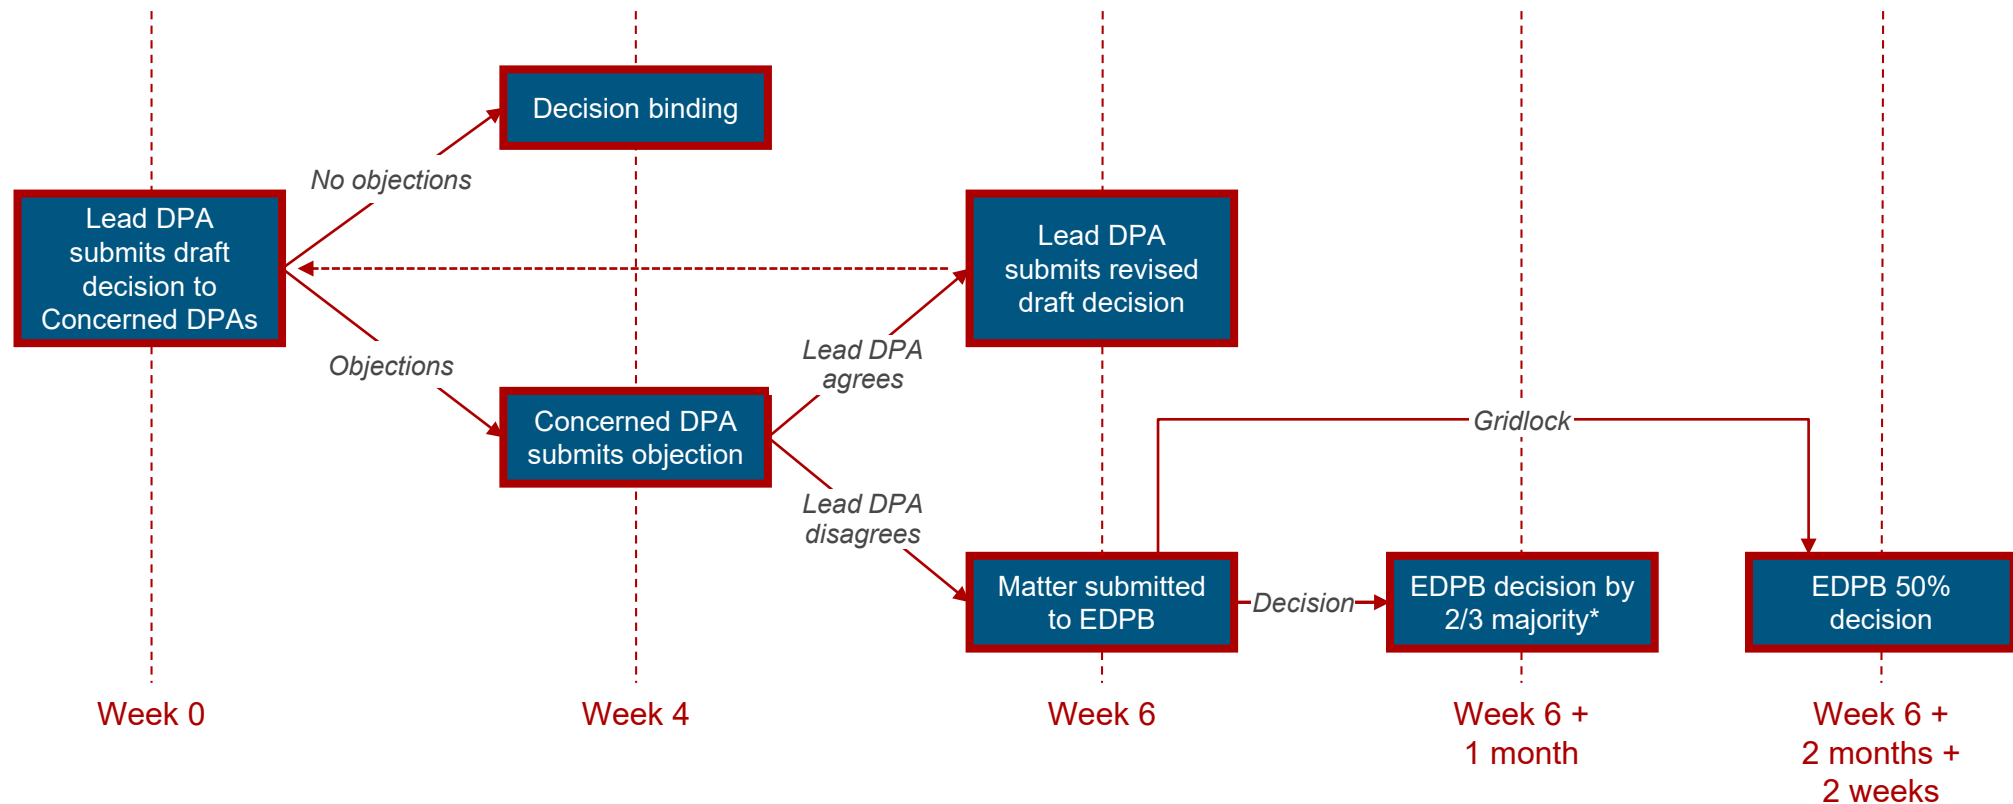 Decision binding
No objections
Lead DPA
submits draft
decision to
Concerned DPAs
Lead DPA
submits revised
draft decision
Objections
Lead DPA
agrees
Concerned DPA
submits objection
Gridlock
Lead DPA
disagrees
Matter submitted
to EDPB
Decision
EDPB decision by
2/3 majority*
EDPB 50%
decision
Week 0
Week 4
Week 6
Week 6 +
1 month
Week 6 +
2 months +
2 weeks